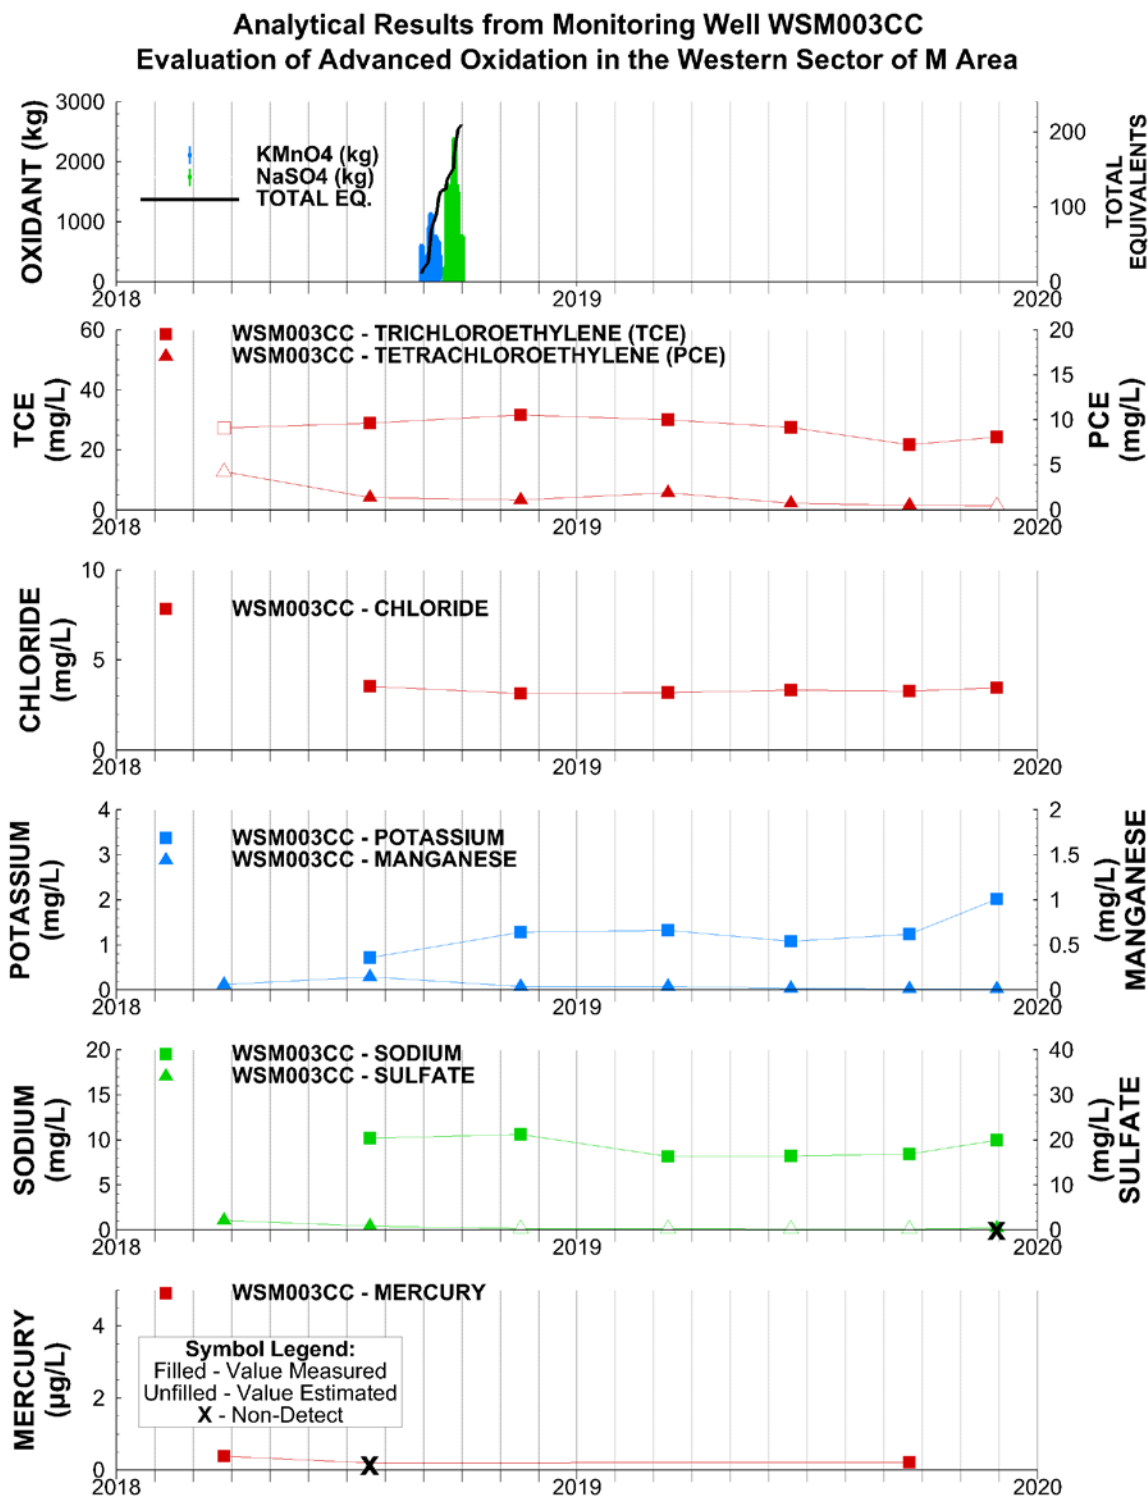 Analytical Results from Monitoring Well WSM003CC
Evaluation of Advanced Oxidation in the Western Sector of M Area
OXIDANT (kg)
3000
2000
1000
0
KMnO4 (kg)
NaSO4 (kg)
TOTAL EQ.
200
100
0
TOTAL
EQUIVALENTS
2018
2019
2020
WSM003CC - TRICHLOROETHYLENE (TCE)
WSM003CC - TETRACHLOROETHYLENE (PCE)
TCE
(mg/L)
60
40
20
0
20
15
10
5
0
PCE
(mg/L)
2018
2019
2020
WSM003CC - CHLORIDE
CHLORIDE
(mg/L)
10
5
0
2018
2019
2020
WSM003CC - POTASSIUM
WSM003CC - MANGANESE
POTASSIUM
(mg/L)
4
3
2
1
0
2
1.5
1
0.5
0
(mg/L)
MANGANESE
2018
2019
2020
WSM003CC - SODIUM
WSM003CC - SULFATE
SODIUM
(mg/L)
20
15
10
5
0
40
30
20
10
0
(mg/L)
SULFATE
X
2018
2019
2020
WSM003CC - MERCURY
MERCURY
(µg/L)
4
2
0
Symbol Legend:
Filled - Value Measured
Unfilled - Value Estimated
X - Non-Detect
X
2018
2019
2020